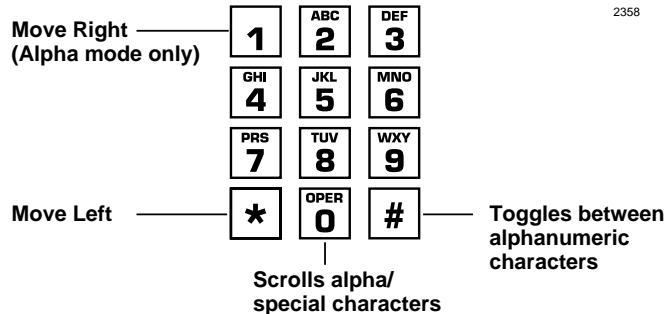 2358
Move Right
(Alpha mode only)
1
ABC
2
DEF
3
GHI
4
JKL
5
MNO
6
PRS
7
TUV
8
WXY
9
Move Left
*
OPER
0
#
Toggles between
alphanumeric
characters
Scrolls alpha/
special characters